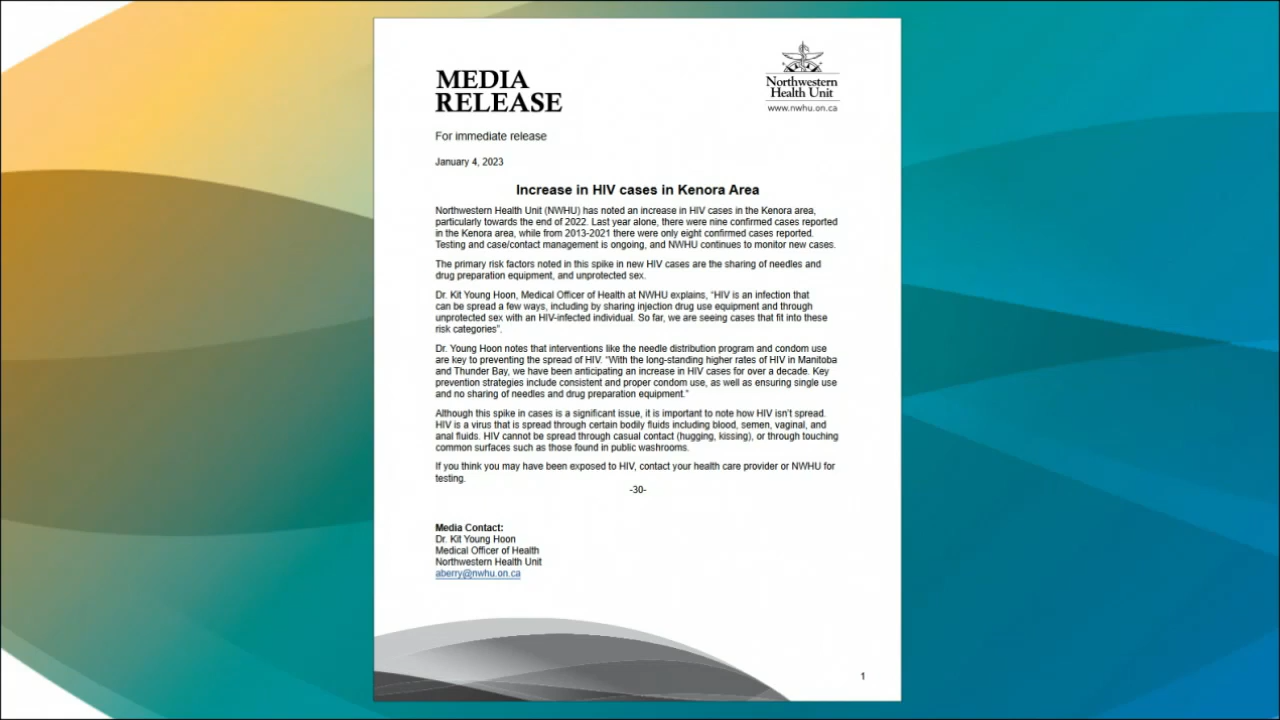 MEDIA
RELEASE
Northwestern
Health Unit
www.nwhu.on.ca
For immediate release
January 4, 2023
Increase in HIV cases in Kenora Area
Northwestern Health Unit (NWHU) has noted an increase in HIV cases in the Kenora area,
particularly towards the end of 2022. Last year alone, there were nine confirmed cases reported
in the Kenora area, while from 2013-2021 there were only eight confirmed cases reported.
Testing and case/contact management is ongoing, and NWHU continues to monitor new cases.
The primary risk factors noted in this spike in new HIV cases are the sharing of needles and
drug preparation equipment, and unprotected sex.
Dr. Kit Young Hoon, Medical Officer of Health at NWHU explains, “HIV is an infection that
can be spread a few ways, including by sharing injection drug use equipment and through
unprotected sex with an HIV-infected individual. So far, we are seeing cases that fit into these
risk categories”.
Dr. Young Hoon notes that interventions like the needle distribution program and condom use
are key to preventing the spread of HIV. “With the long-standing higher rates of HIV in Manitoba
and Thunder Bay, we have been anticipating an increase in HIV cases for over a decade. Key
prevention strategies include consistent and proper condom use, as well as ensuring single use
and no sharing of needles and drug preparation equipment.”
Although this spike in cases is a significant issue, it is important to note how HIV isn’t spread.
HIV is a virus that is spread through certain bodily fluids including blood, semen, vaginal, and
anal fluids. HIV cannot be spread through casual contact (hugging, kissing), or through touching
common surfaces such as those found in public washrooms.
If you think you may have been exposed to HIV, contact your health care provider or NWHU for
testing.
-30-
Media Contact:
Dr. Kit Young Hoon
Medical Officer of Health
Northwestern Health Unit
aberry@nwhu.on.ca
1